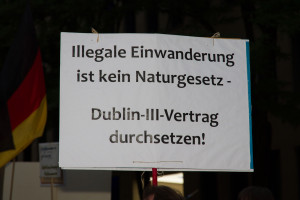 Illegale Einwanderung
ist kein Naturgesetz -
Dublin-III-Vertrag
durchsetzen!